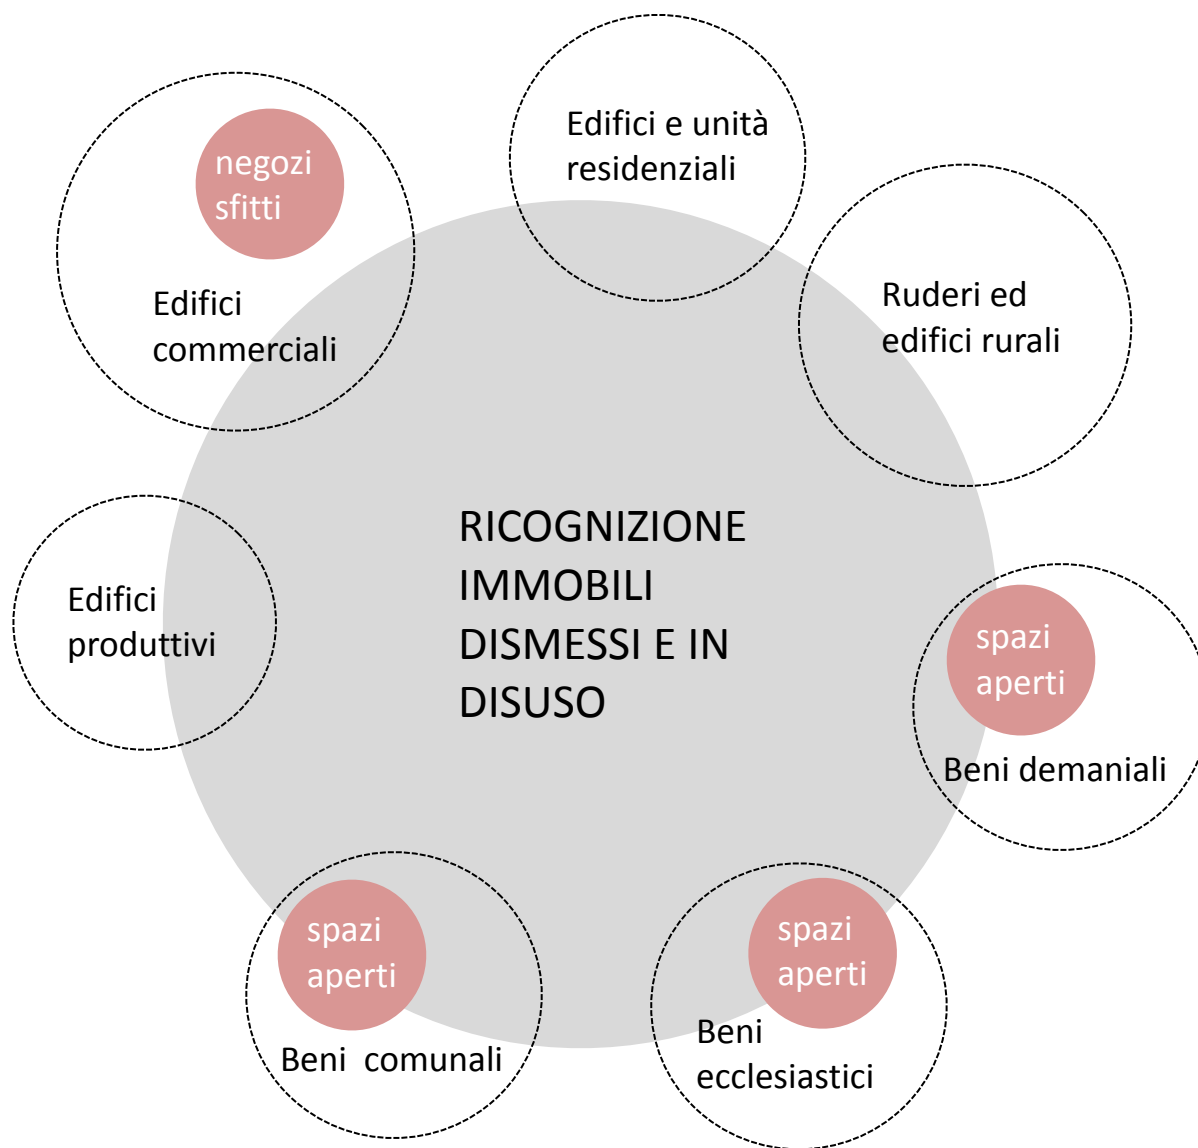 Edifici e unità
residenziali
negozi
sfitti
Edifici
commerciali
Ruderi ed
edifici rurali
RICOGNIZIONE
IMMOBILI
DISMESSI E IN
DISUSO
Edifici
produttivi
spazi
aperti
Beni demaniali
spazi
aperti
Beni  comunali
spazi
aperti
Beni
ecclesiastici